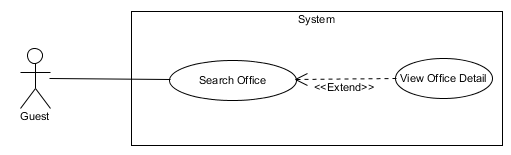 System
Search Office
View Office Detail
<<Extend>>
Guest